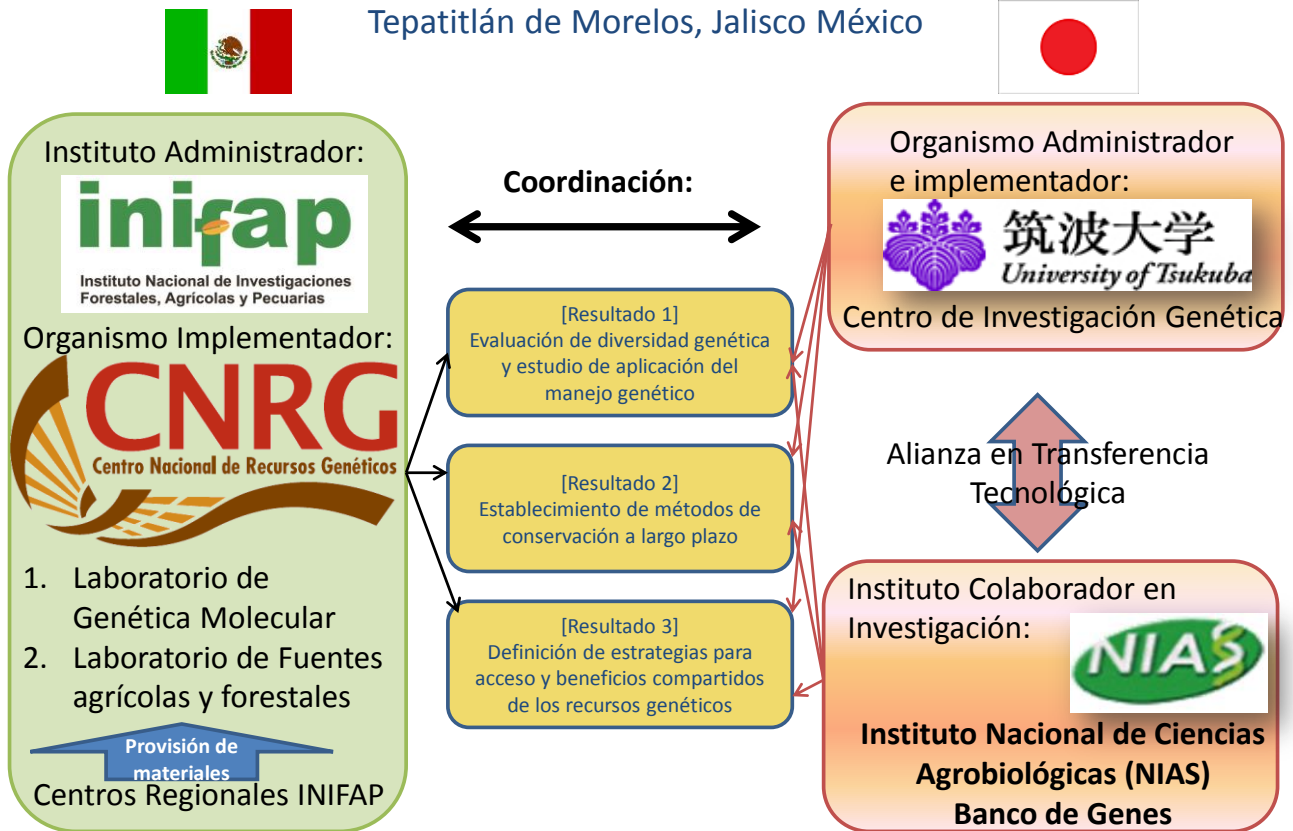 Tepatitlán de Morelos, Jalisco México
Instituto Administrador:
inifap
Instituto Nacional de Investigaciones
Forestales, Agrícolas y Pecuarias
Organismo Implementador:
CNRG
Centro Nacional de Recursos Genéticos
1. Laboratorio de
Genética Molecular
2. Laboratorio de Fuentes
agrícolas y forestales
Provisión de
materiales
Centros Regionales INIFAP
Coordinación:
[Resultado 1]
Evaluación de diversidad genética
y estudio de aplicación del
manejo genético
[Resultado 2]
Establecimiento de métodos de
conservación a largo plazo
[Resultado 3]
Definición de estrategias para
acceso y beneficios compartidos
de los recursos genéticos
Organismo Administrador
e implementador:
筑波大学
University of Tsukuba
Centro de Investigación Genética
Alianza en Transferencia
Tecnológica
Instituto Colaborador en
Investigación:
NIAS
Instituto Nacional de Ciencias
Agrobiológicas (NIAS)
Banco de Genes